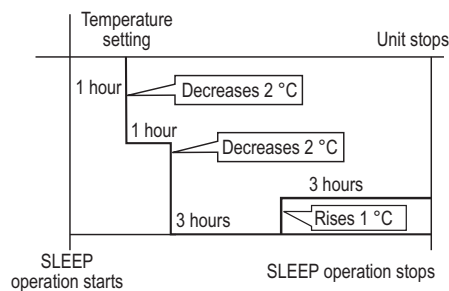 Temperature
setting
Unit stops
1 hour
Decreases 2 °C
1 hour
Decreases 2 °C
3 hours
3 hours
Rises 1 °C
SLEEP
operation starts
SLEEP operation stops